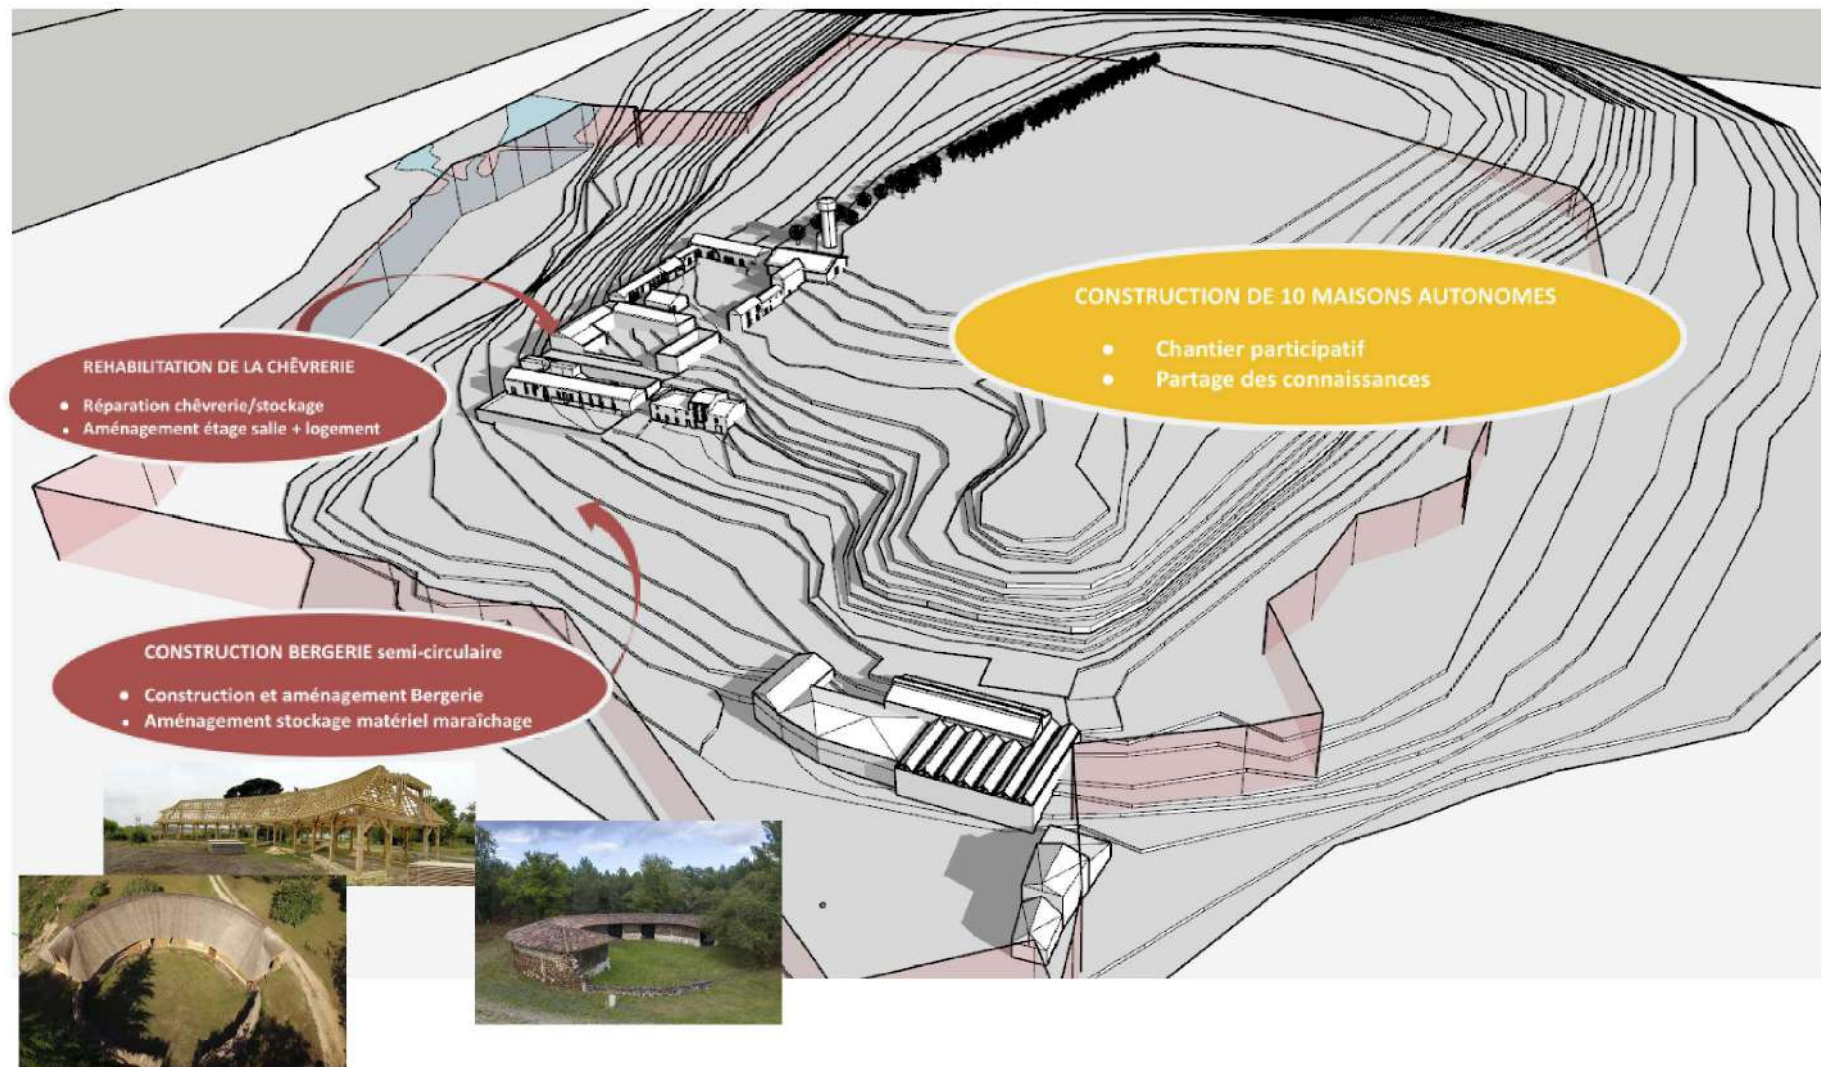 CONSTRUCTION DE 10 MAISONS AUTONOMES
● Chantier participatif
● Partage des connaissances
REHABILITATION DE LA CHÊVRERIE
● Réparation chêvrerie/stockage
● Aménagement étage salle + logement
CONSTRUCTION BERGERIE semi-circulaire
● Construction et aménagement Bergerie
● Aménagement stockage matériel maraîchage